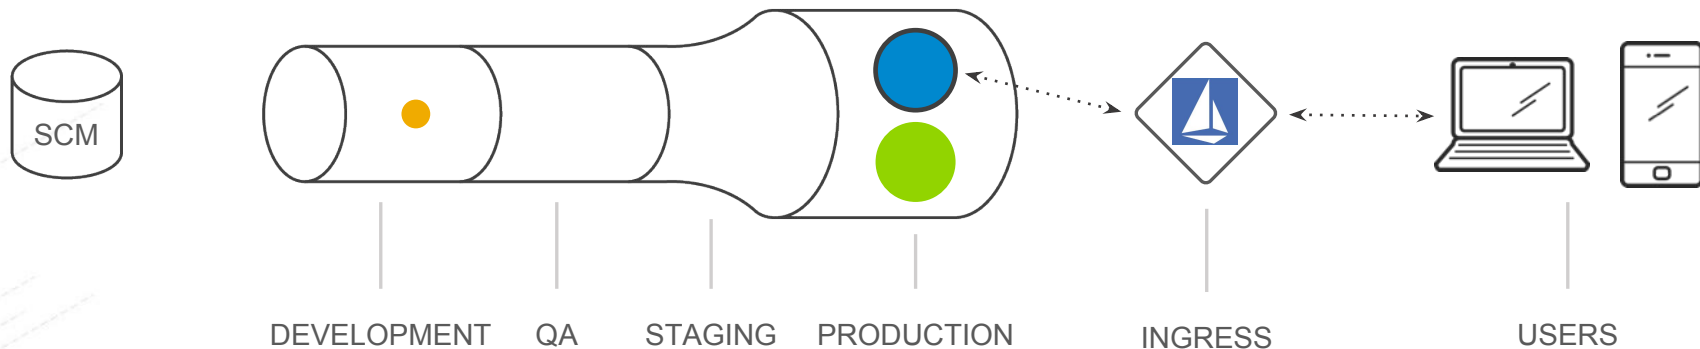 SCM
DEVELOPMENT
QA
STAGING
PRODUCTION
INGRESS
USERS